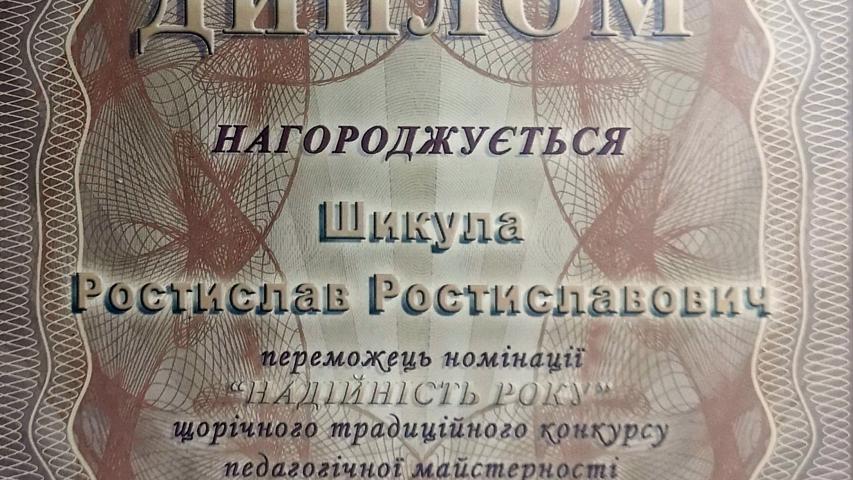 ДИПЛОМ
НАГОРОДЖУЄТЬСЯ
Шикула
Ростислав Ростиславович
переможець номінації
“НАДІЙНІСТЬ РОКУ”
щорічного традиційного конкурсу
педагогічної майстерності